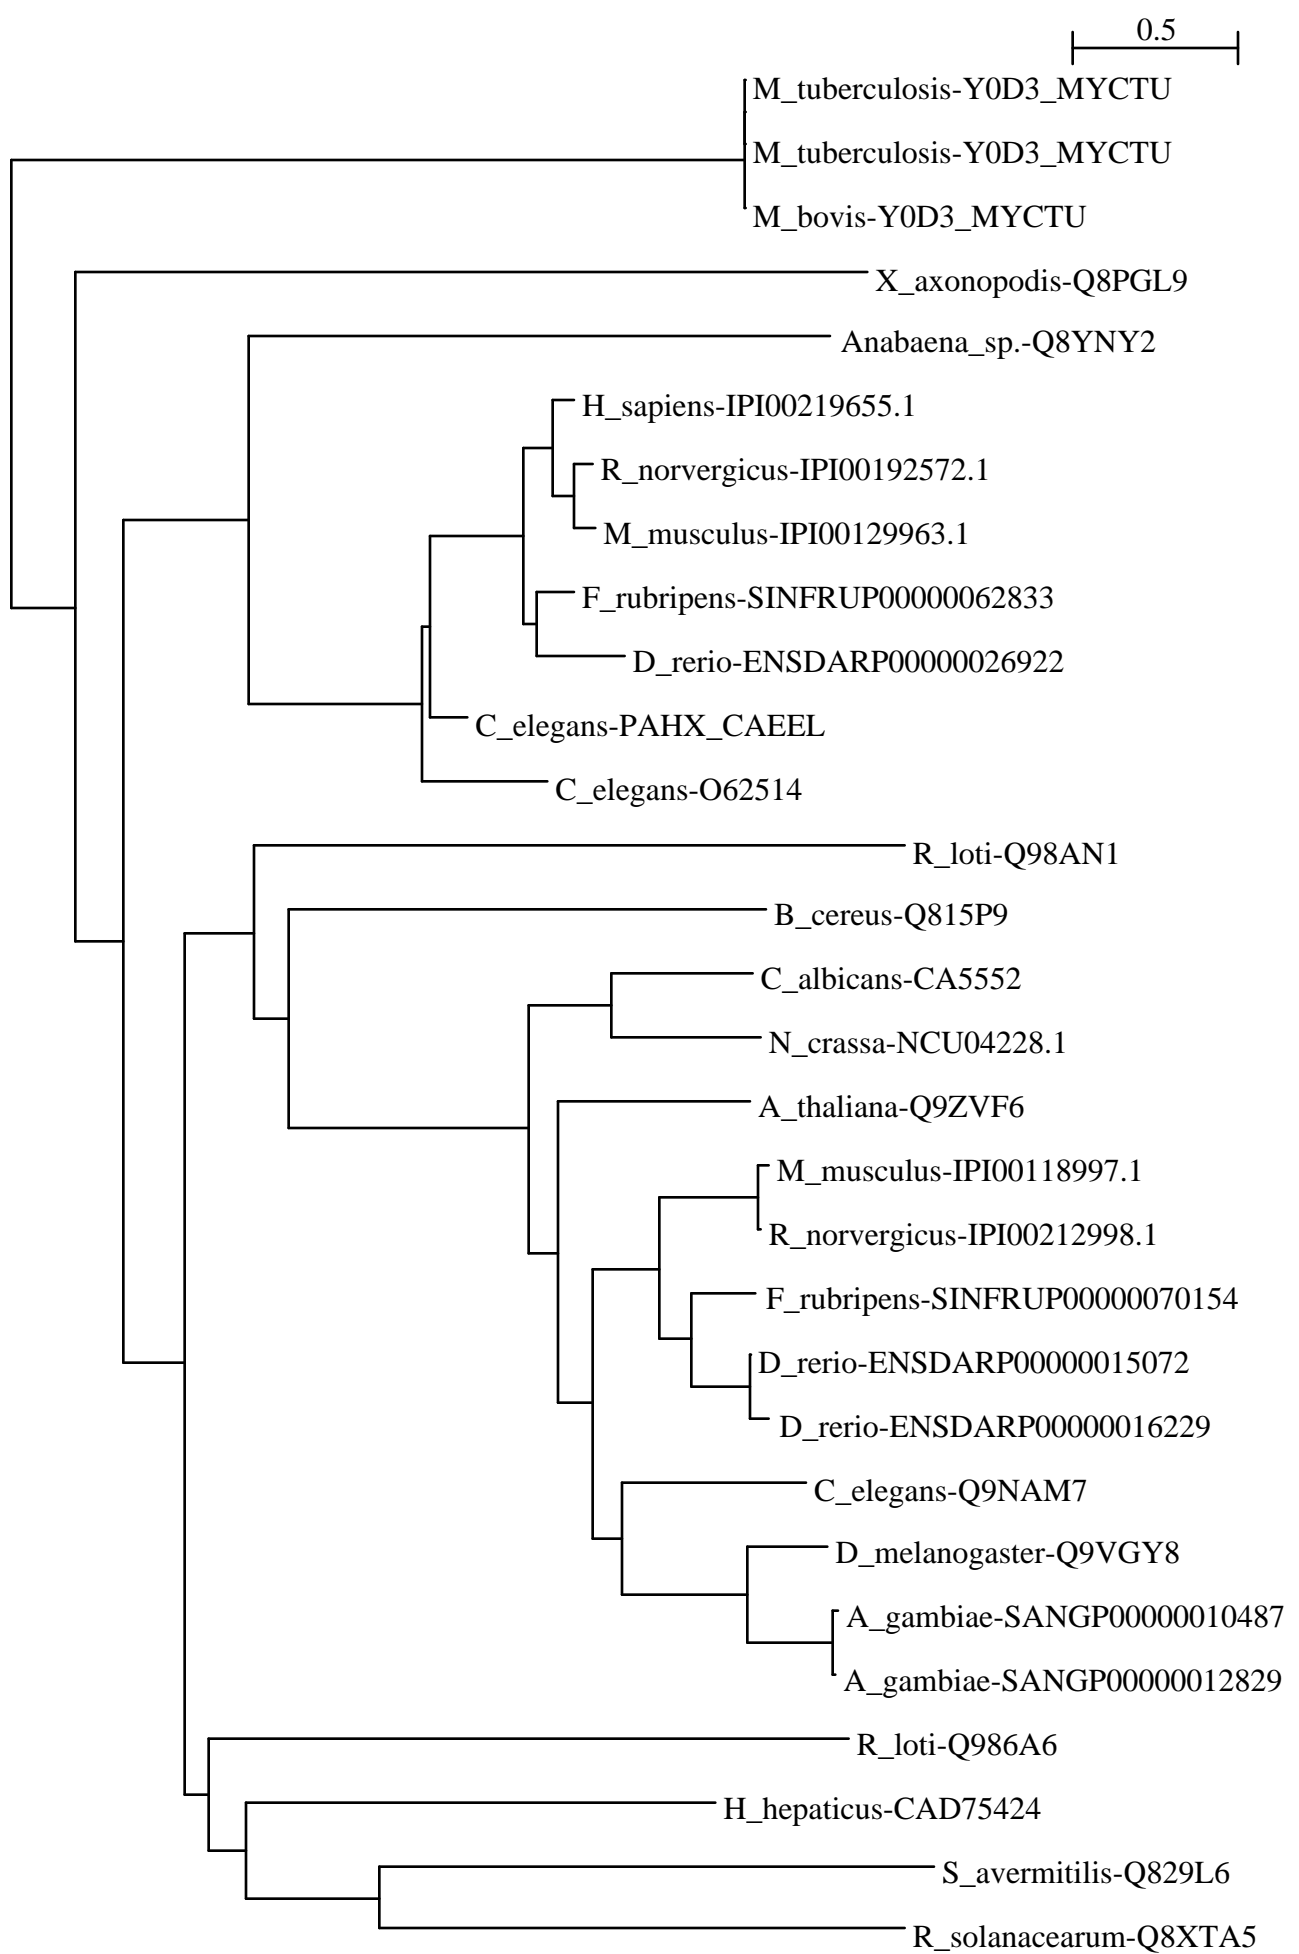 0.5
M_tuberculosis-Y0D3_MYCTU
M_tuberculosis-Y0D3_MYCTU
M_bovis-Y0D3_MYCTU
X_axonopodis-Q8PGL9
Anabaena_sp.-Q8YNY2
H_sapiens-IPI00219655.1
R_norvergicus-IPI00192572.1
M_musculus-IPI00129963.1
F_rubripens-SINFRUP00000062833
D_rerio-ENSDARP00000026922
C_elegans-PAHX_CAEEL
C_elegans-O62514
R_loti-Q98AN1
B_cereus-Q815P9
C_albicans-CA5552
N_crassa-NCU04228.1
A_thaliana-Q9ZVF6
M_musculus-IPI00118997.1
R_norvergicus-IPI00212998.1
F_rubripens-SINFRUP00000070154
D_rerio-ENSDARP00000015072
D_rerio-ENSDARP00000016229
C_elegans-Q9NAM7
D_melanogaster-Q9VGY8
A_gambiae-SANGP00000010487
A_gambiae-SANGP00000012829
R_loti-Q986A6
H_hepaticus-CAD75424
S_avermitilis-Q829L6
R_solanacearum-Q8XTA5